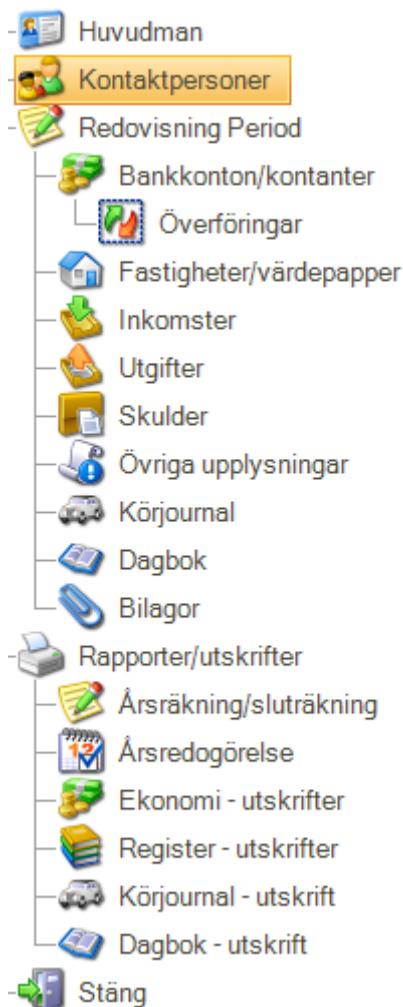 Huvudman
Kontaktpersoner
Redovisning Period
Bankkonton/kontanter
Överföringar
Fastigheter/värdepapper
Inkomster
Utgifter
Skulder
Övriga upplysningar
Körjournal
Dagbok
Bilagor
Rapporter/utskrifter
Årsräkning/sluträkning
12
Årsredogörelse
Ekonomi - utskrifter
Register - utskrifter
Körjournal - utskrift
Dagbok - utskrift
Stäng